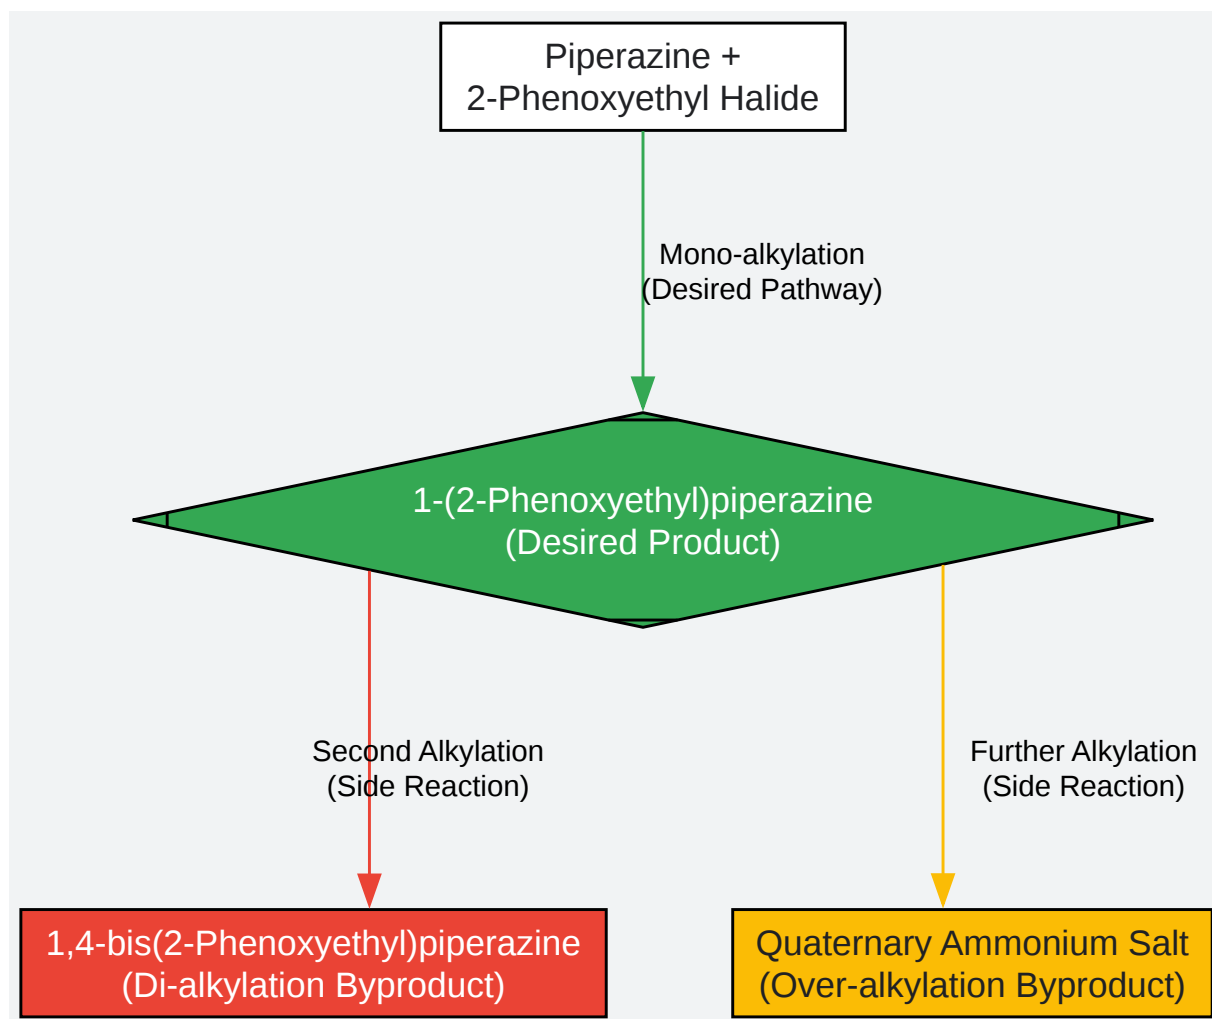 Piperazine +
2-Phenoxyethyl Halide
Mono-alkylation
(Desired Pathway)
1-(2-Phenoxyethyl)piperazine
(Desired Product)
Second Alkylation
(Side Reaction)
Further Alkylation
(Side Reaction)
1,4-bis(2-Phenoxyethyl)piperazine
(Di-alkylation Byproduct)
Quaternary Ammonium Salt
(Over-alkylation Byproduct)